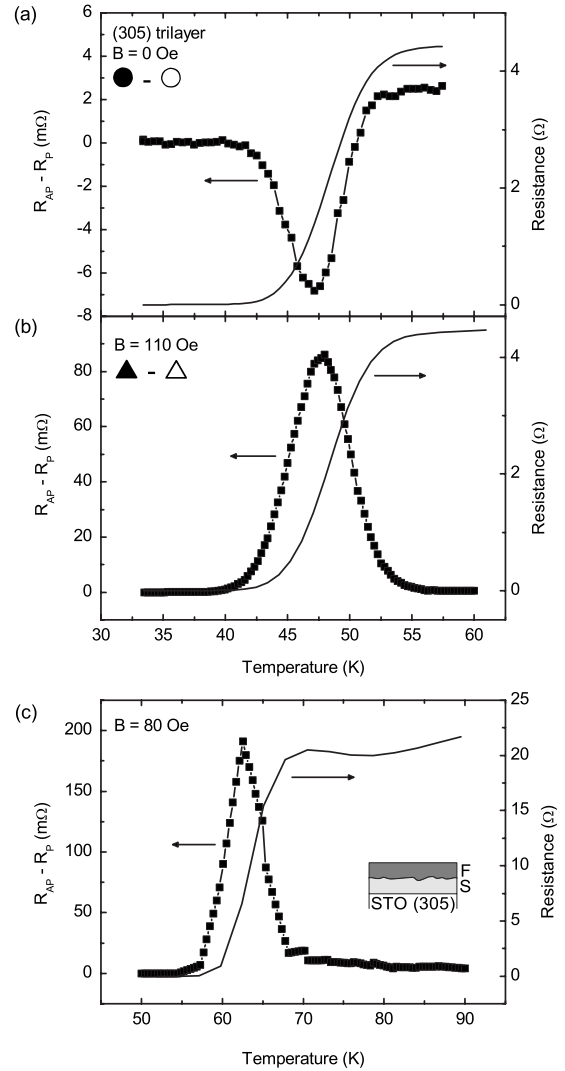 (a)
(305) trilayer
B = 0 Oe
-
6
4
2
0
-2
-4
-6
-8
R_AP - R_P (mΩ)
4
2
0
Resistance (Ω)
(b)
B = 110 Oe
-
80
60
40
20
0
R_AP - R_P (mΩ)
4
2
0
Resistance (Ω)
30 35 40 45 50 55 60
Temperature (K)
(c)
B = 80 Oe
200
150
100
50
0
R_AP - R_P (mΩ)
25
20
15
10
5
0
Resistance (Ω)
F
S
STO (305)
50 60 70 80 90
Temperature (K)